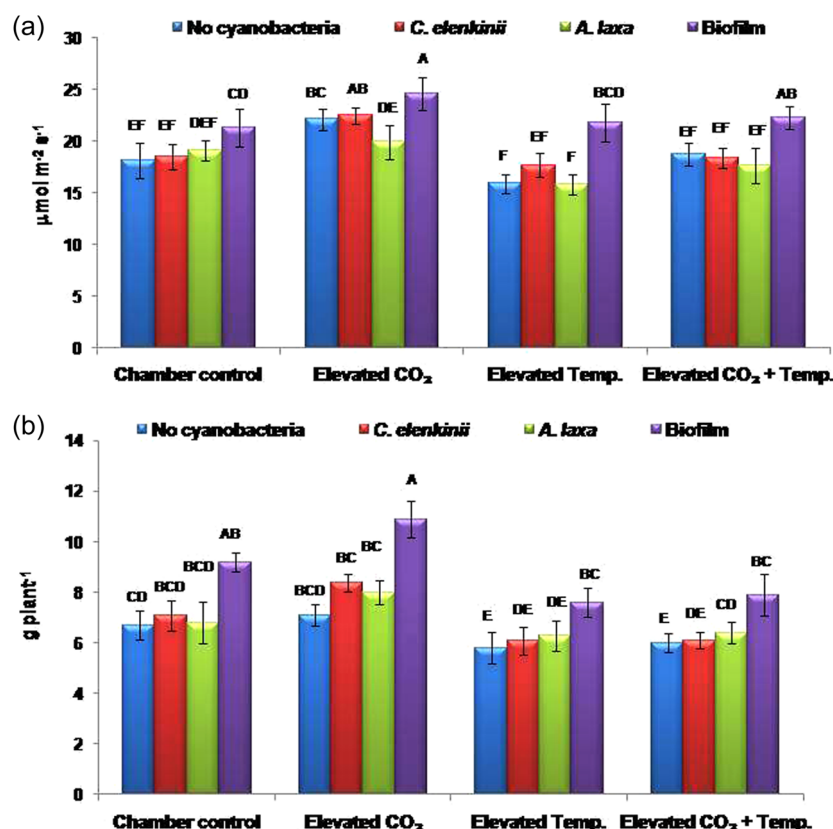 (a)
No cyanobacteria C. elenkinii A. laxa Biofilm
30
25
20
15
10
5
0
μmol m⁻² s⁻¹
EF EF DEF CD BC AB DE A F EF F BCD EF EF EF AB
Chamber control Elevated CO₂ Elevated Temp. Elevated CO₂ + Temp.
(b)
No cyanobacteria C. elenkinii A. laxa Biofilm
14
12
10
8
6
4
2
0
g plant⁻¹
CD BCD BCD AB BCD BC BC A E DE DE BC E DE CD BC
Chamber control Elevated CO₂ Elevated Temp. Elevated CO₂ + Temp.